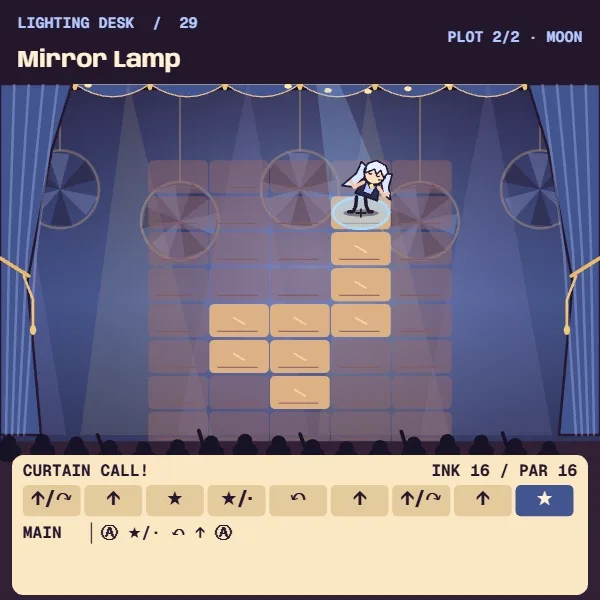 LIGHTING DESK / 29
PLOT 2/2 · MOON
Mirror Lamp
CURTAIN CALL!
INK 16 / PAR 16
↑/↷ ↑ ★ ★/· ↶ ↑ ↑/↷ ↑ ★
MAIN Ⓐ ★/· ↶ ↑ Ⓐ